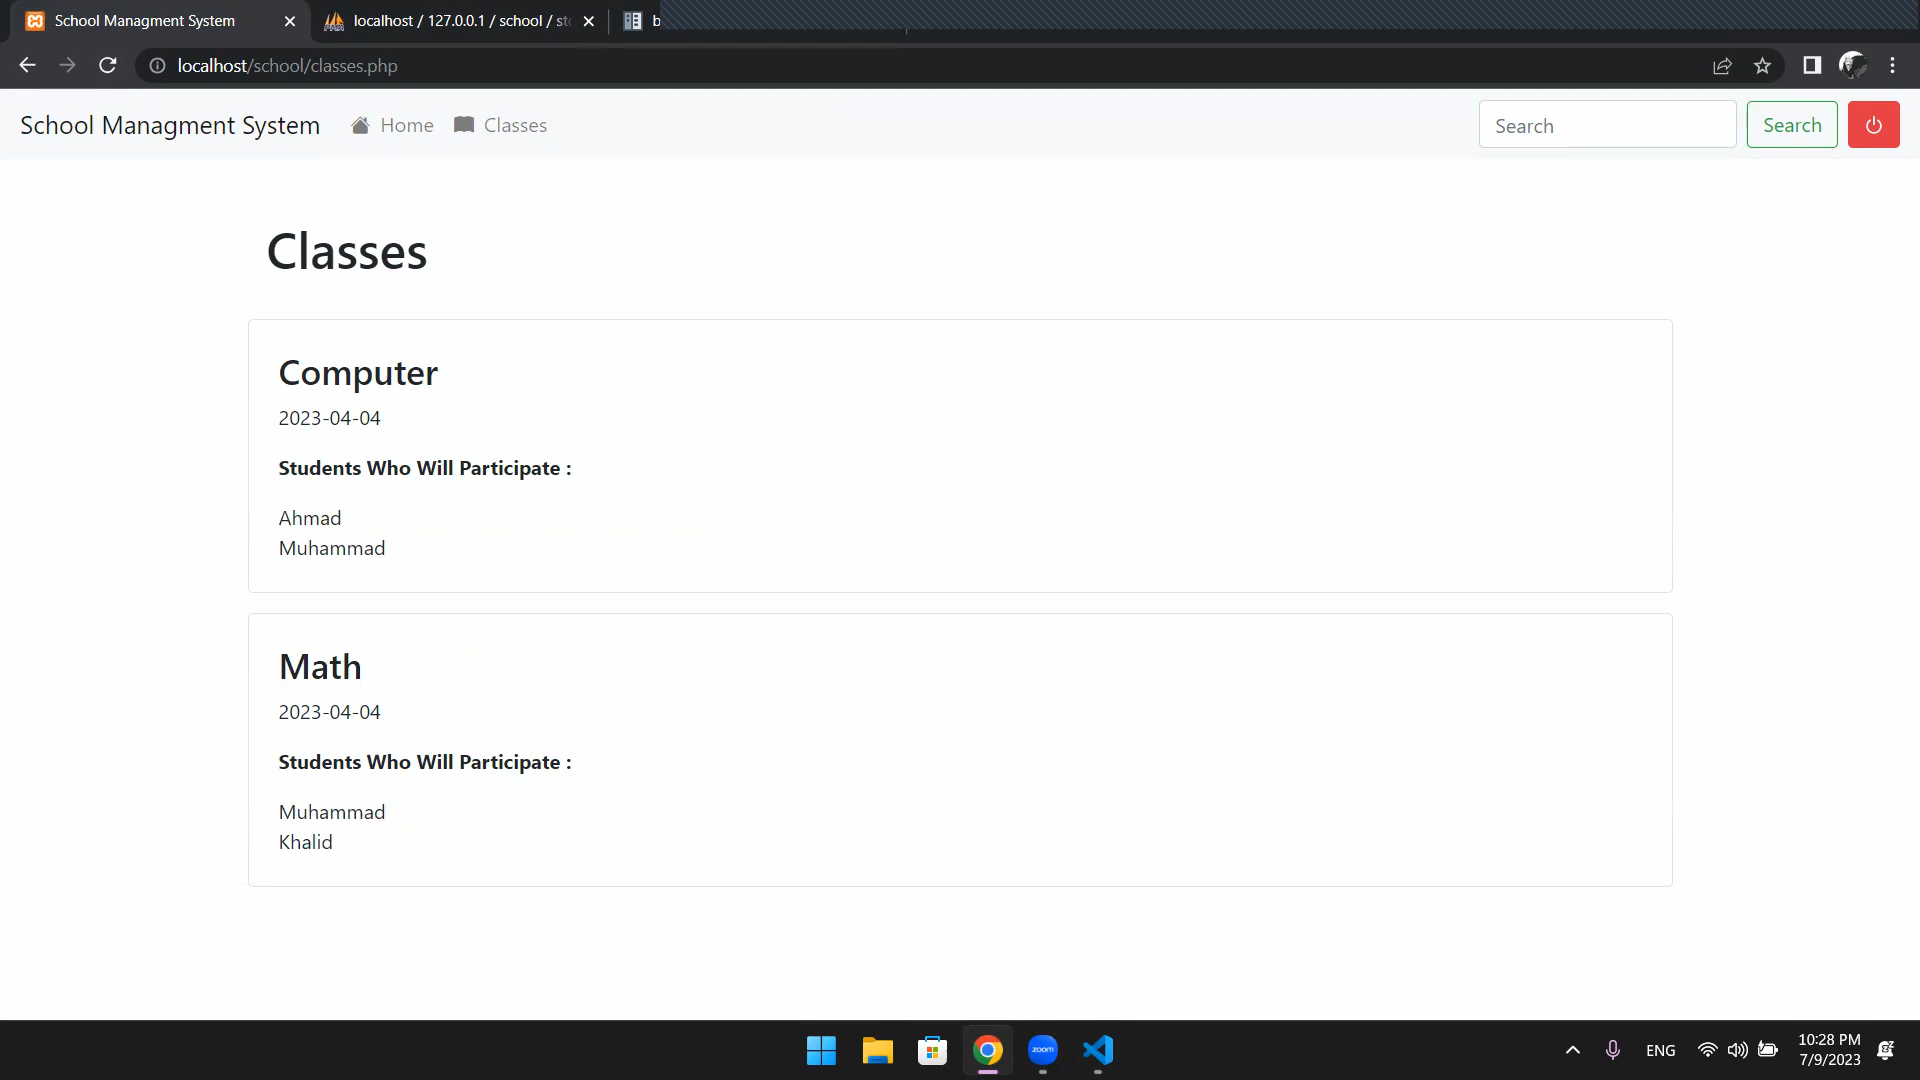 School Managment System
localhost / 127.0.0.1 / school / st
b
localhost/school/classes.php
School Managment System
Home
Classes
Search
Search
Classes
Computer
2023-04-04
Students Who Will Participate :
Ahmad
Muhammad
Math
2023-04-04
Students Who Will Participate :
Muhammad
Khalid
zoom
ENG
10:28 PM
7/9/2023